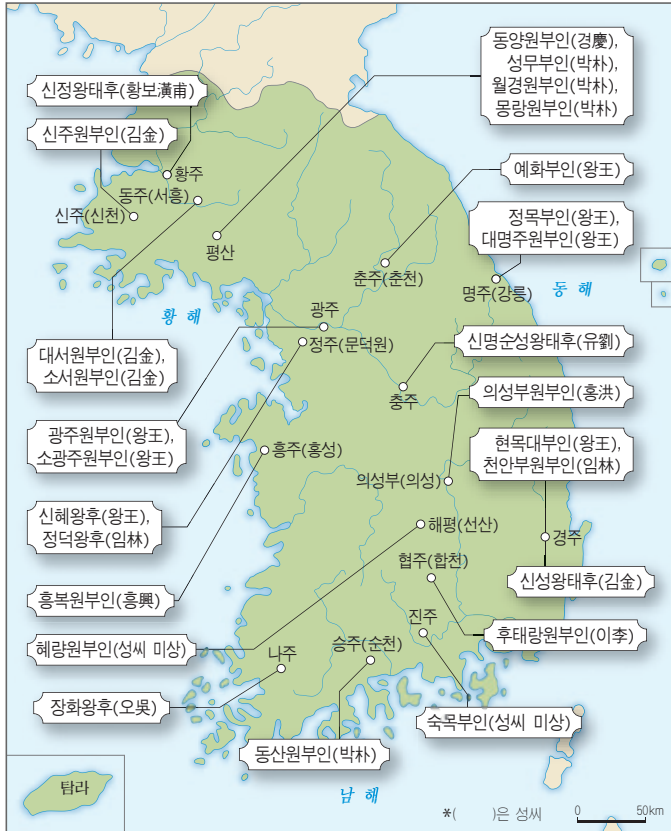 동양원부인(경慶),
성무부인(박朴),
월경원부인(박朴),
몽랑원부인(박朴)
신정왕태후(황보潢甫)
신주원부인(김金)
황주
동주(서흥)
신주(신천)
평산
예화부인(왕王)
정목부인(왕王),
대명주원부인(왕王)
춘주(춘천)
명주(강릉)
동해
황해
광주
정주(문덕원)
대서원부인(김金),
소서원부인(김金)
신명순성왕태후(유劉)
충주
의성부원부인(홍洪)
광주원부인(왕王),
소광주원부인(왕王)
흥주(홍성)
현목대부인(왕王),
천안부원부인(임林)
의성부(의성)
신혜왕후(왕王),
정덕왕후(임林)
해평(선산)
경주
협주(합천)
신성왕태후(김金)
흥복원부인(홍興)
진주
후태랑원부인(이李)
혜량원부인(성씨 미상)
나주
승주(순천)
장화왕후(오吳)
숙목부인(성씨 미상)
동산원부인(박朴)
탐라
남해
*( )은 성씨
0 50km